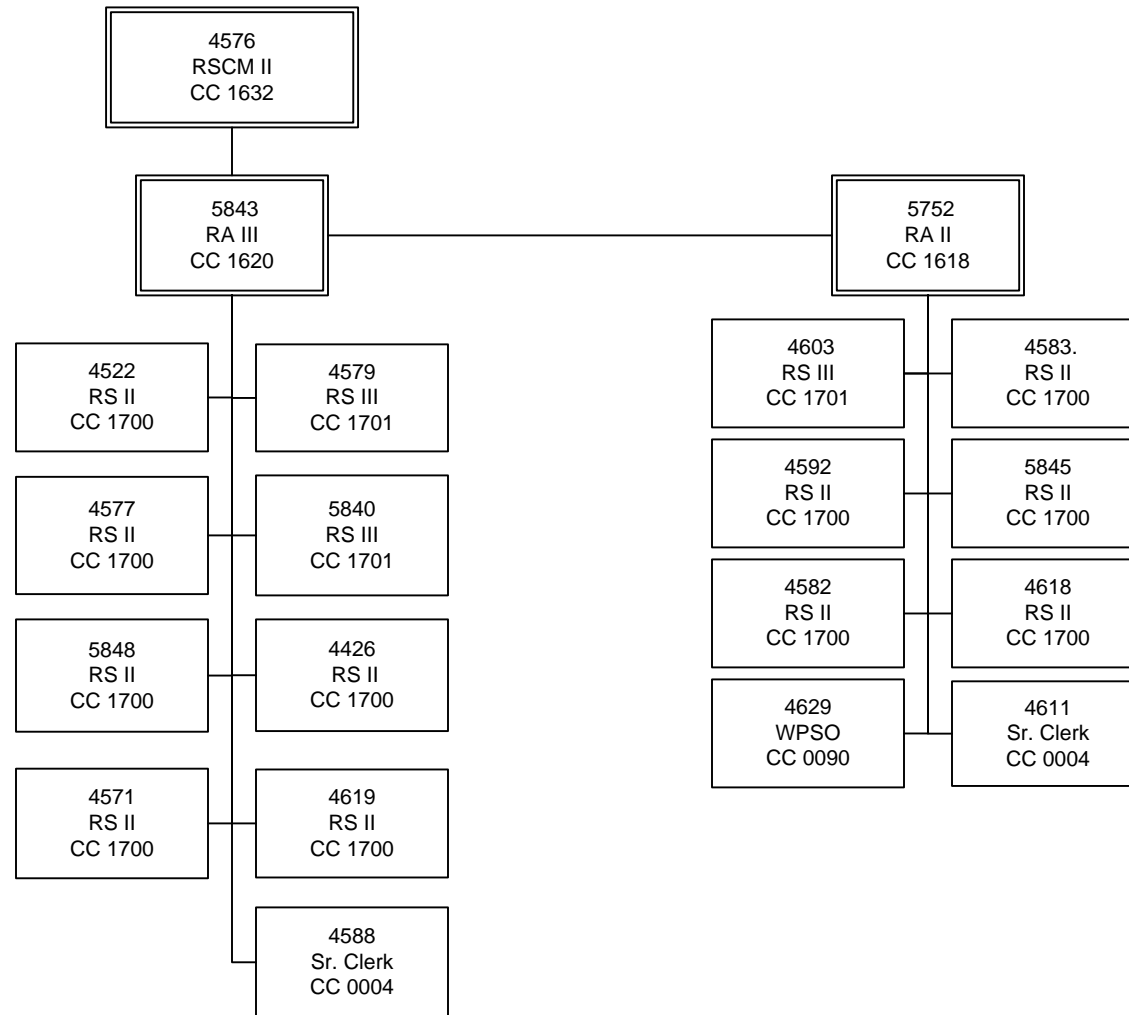 4576
RSCM II
CC 1632
5843
RA III
CC 1620
5752
RA II
CC 1618
4522
RS II
CC 1700
4579
RS III
CC 1701
4577
RS II
CC 1700
5840
RS III
CC 1701
5848
RS II
CC 1700
4426
RS II
CC 1700
4571
RS II
CC 1700
4619
RS II
CC 1700
4588
Sr. Clerk
CC 0004
4603
RS III
CC 1701
4583.
RS II
CC 1700
4592
RS II
CC 1700
5845
RS II
CC 1700
4582
RS II
CC 1700
4618
RS II
CC 1700
4629
WPSO
CC 0090
4611
Sr. Clerk
CC 0004